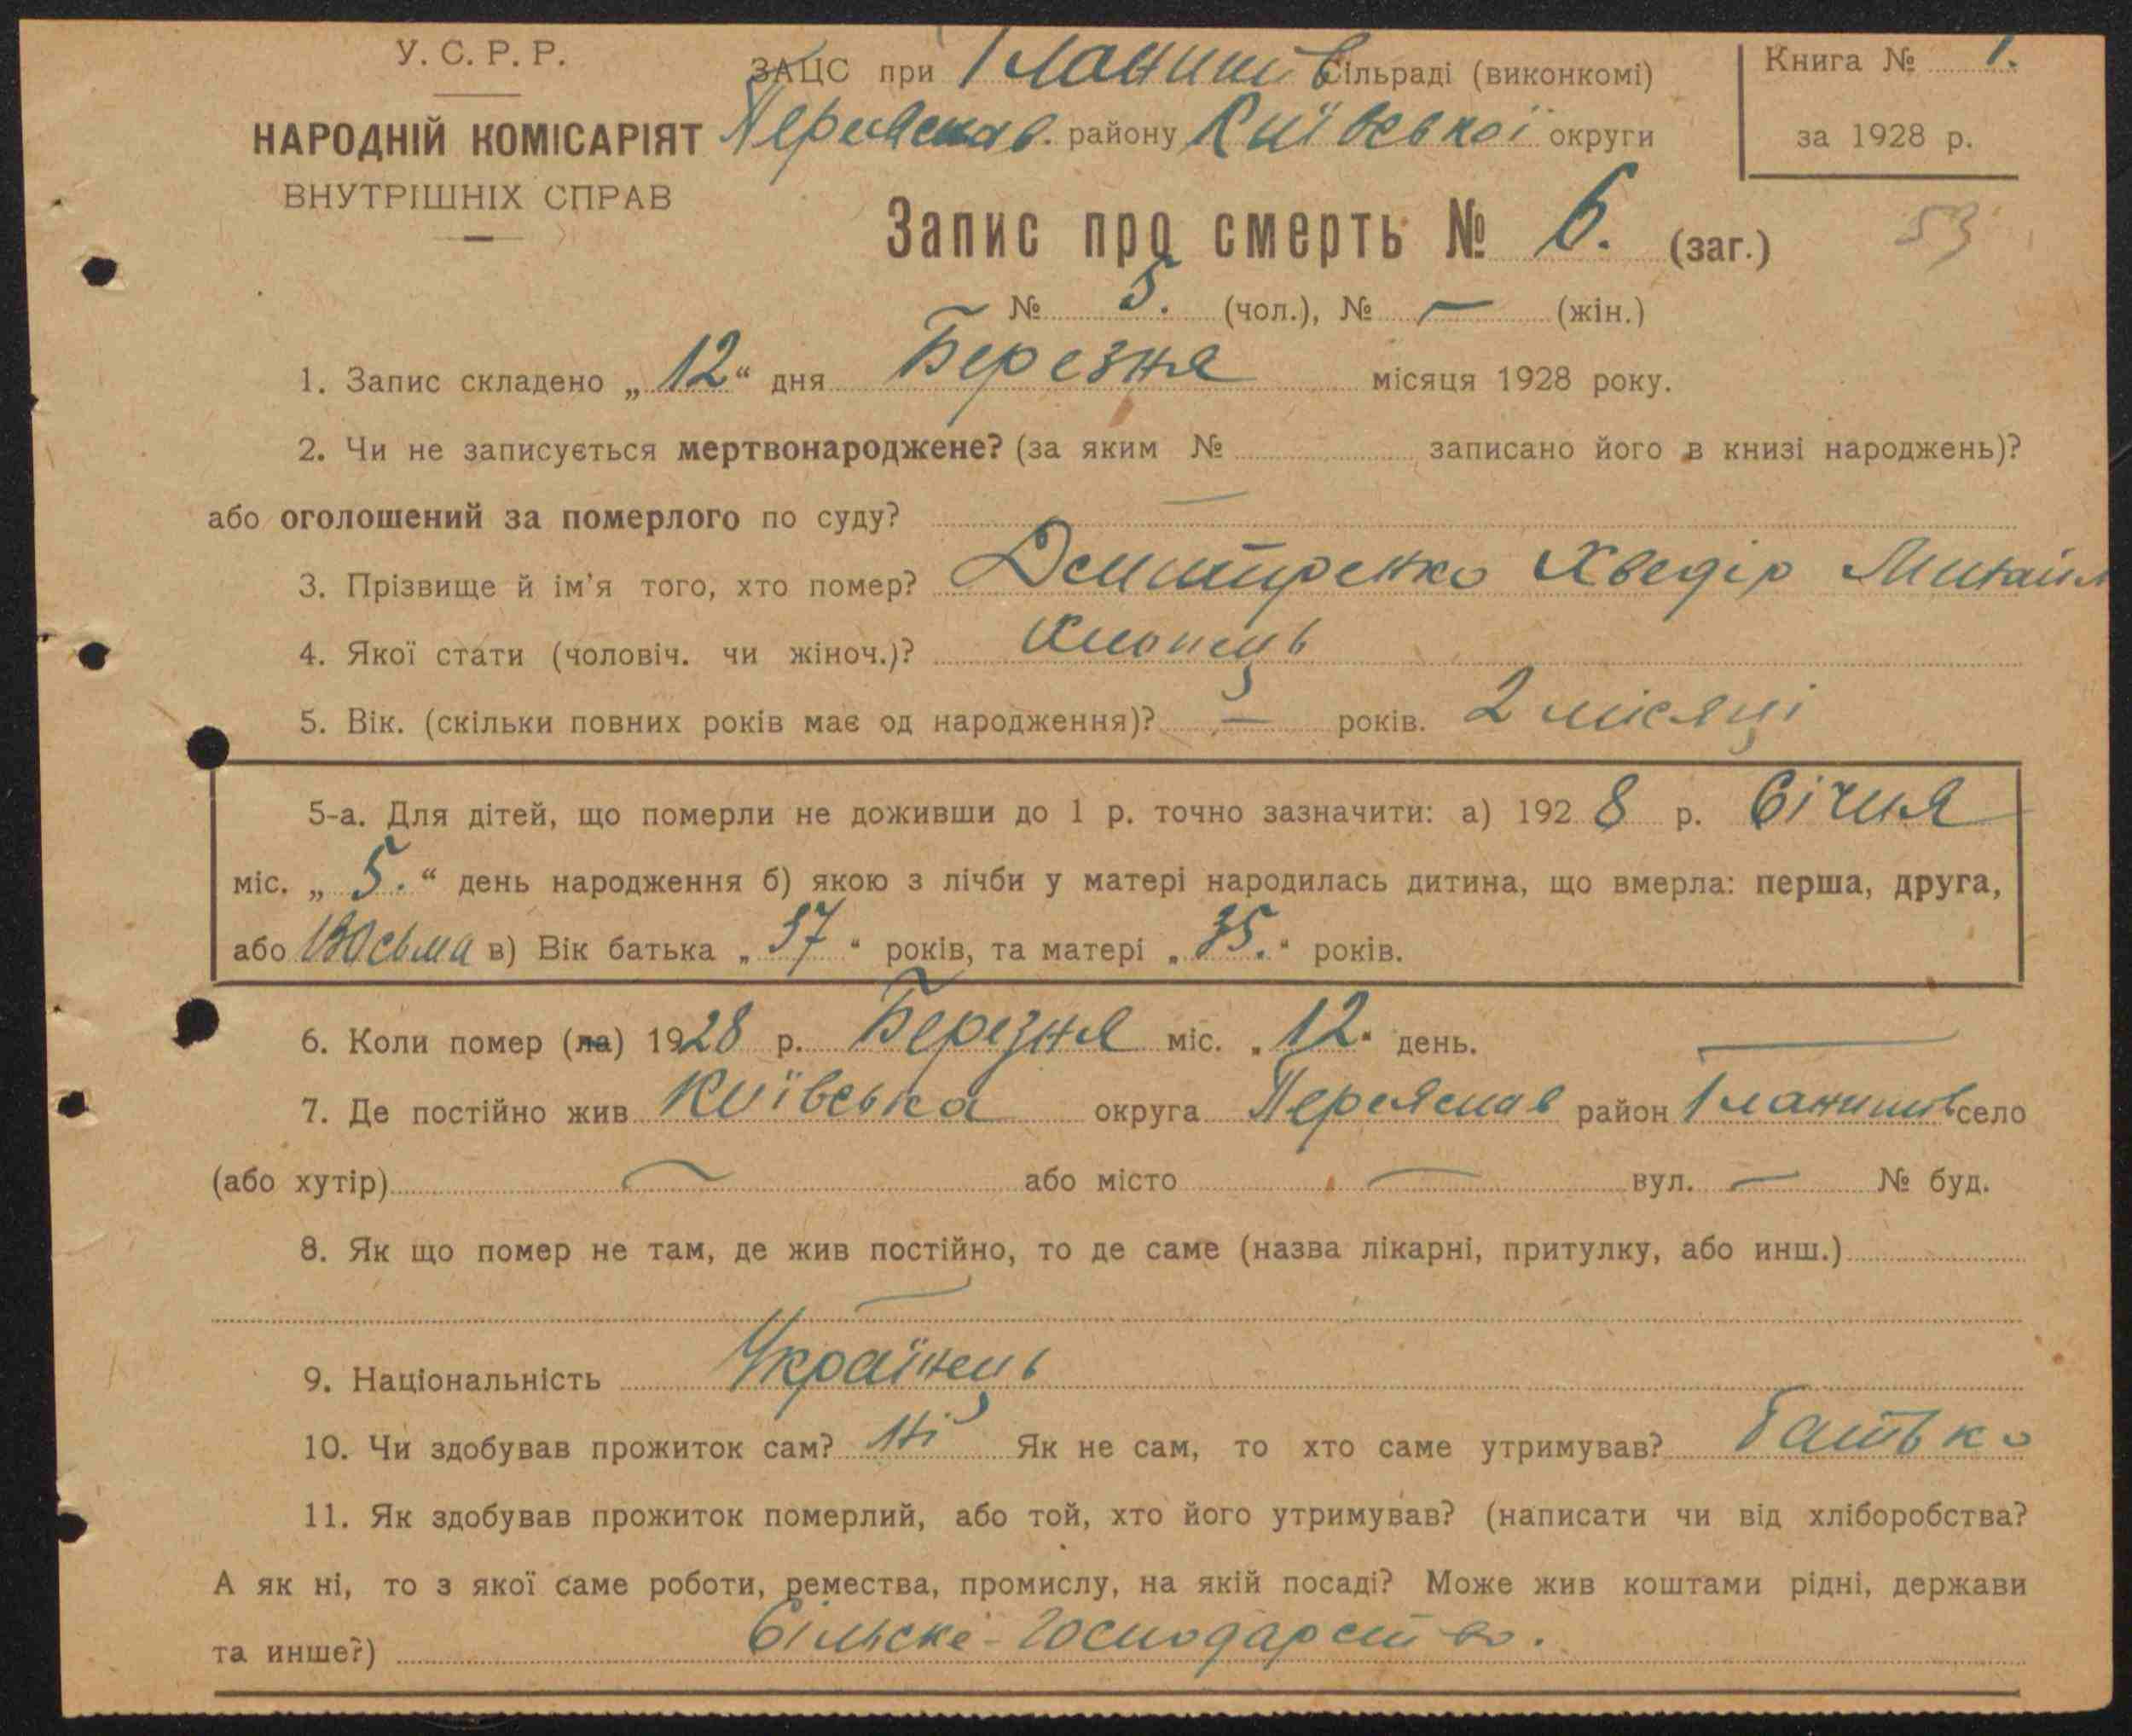 У. С. Р. Р.
НАРОДНІЙ КОМІСАРІЯТ
ВНУТРІШНІХ СПРАВ
ЗАЦС при Гланишів Сільраді (виконкомі)
Переяслав. району Київської округи
Книга № 1.
за 1928 р.
Запис про смерть № 6. (заг.)
53
№ 5. (чол.), № — (жін.)
1. Запис складено „12“ дня Березня місяця 1928 року.
2. Чи не записується мертвонароджене? (за яким № записано його в книзі народжень)?
або оголошений за померлого по суду? —
3. Прізвище й ім'я того, хто помер? Демитренко Хведір Михайл
4. Якої стати (чоловіч. чи жіноч.)? Хлопець
5. Вік. (скільки повних років має од народження)? — років. 2 місяці
5-а. Для дітей, що померли не доживши до 1 р. точно зазначити: а) 1928 р. Січня
міс. „5.“ день народження б) якою з лічби у матері народилась дитина, що вмерла: перша, друга,
або Восьма в) Вік батька „37“ років, та матері „35.“ років.
6. Коли помер (ла) 1928 р. Березня міс. „12“ день. —
7. Де постійно жив Київська округа Переяслав район Гланишів село
(або хутір) — або місто — вул. — № буд.
8. Як що помер не там, де жив постійно, то де саме (назва лікарні, притулку, або инш.)
—
9. Національність Українець
10. Чи здобував прожиток сам? Ні Як не сам, то хто саме утримував? Батько
11. Як здобував прожиток померлий, або той, хто його утримував? (написати чи від хліборобства?
А як ні, то з якої саме роботи, ремества, промислу, на якій посаді? Може жив коштами рідні, держави
та инше?) Сільске-господарство.